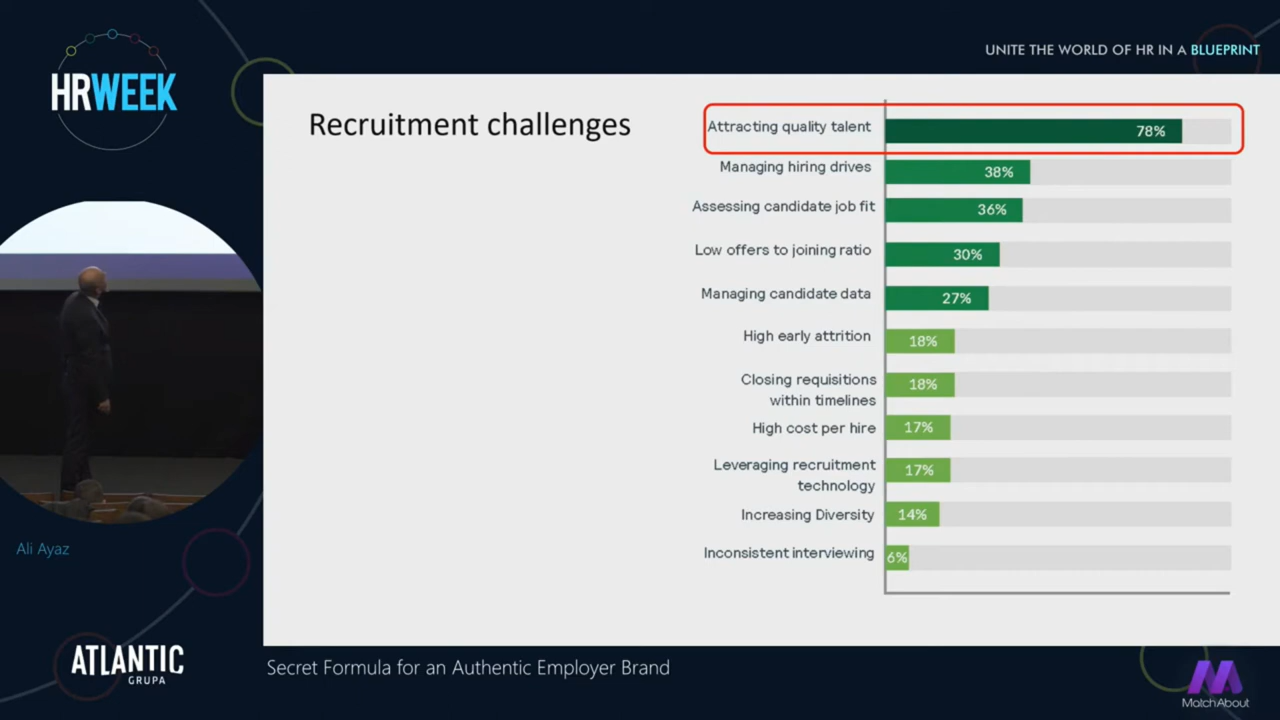 HRWEEK
UNITE THE WORLD OF HR IN A BLUEPRINT
Recruitment challenges
Attracting quality talent 78%
Managing hiring drives 38%
Assessing candidate job fit 36%
Low offers to joining ratio 30%
Managing candidate data 27%
High early attrition 18%
Closing requisitions
within timelines 18%
High cost per hire 17%
Leveraging recruitment
technology 17%
Increasing Diversity 14%
Inconsistent interviewing 6%
Ali Ayaz
ATLANTIC
GRUPA
Secret Formula for an Authentic Employer Brand
MatchAbout